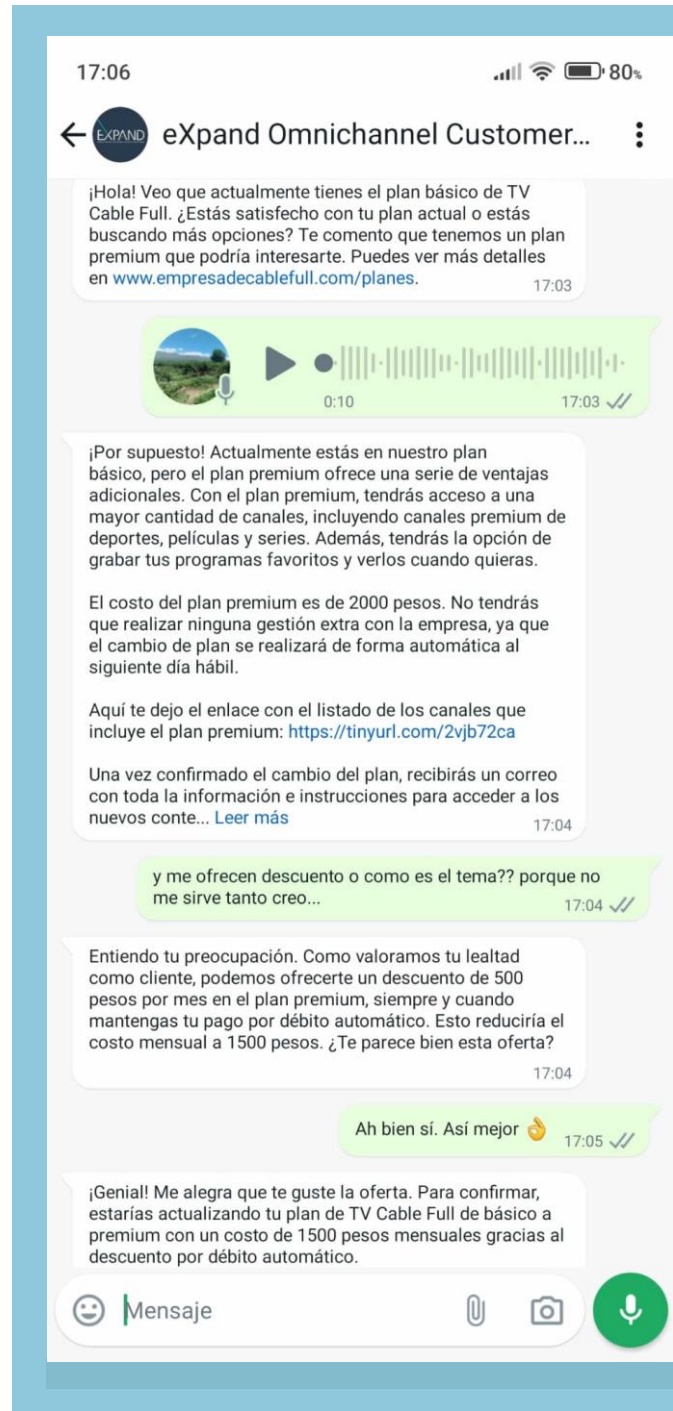 17:06
80%
EXPAND
eXpand Omnichannel Customer...
¡Hola! Veo que actualmente tienes el plan básico de TV
Cable Full. ¿Estás satisfecho con tu plan actual o estás
buscando más opciones? Te comento que tenemos un plan
premium que podría interesarte. Puedes ver más detalles
en www.empresadecablefull.com/planes.
17:03
0:10
17:03
¡Por supuesto! Actualmente estás en nuestro plan
básico, pero el plan premium ofrece una serie de ventajas
adicionales. Con el plan premium, tendrás acceso a una
mayor cantidad de canales, incluyendo canales premium de
deportes, películas y series. Además, tendrás la opción de
grabar tus programas favoritos y verlos cuando quieras.
El costo del plan premium es de 2000 pesos. No tendrás
que realizar ninguna gestión extra con la empresa, ya que
el cambio de plan se realizará de forma automática al
siguiente día hábil.
Aquí te dejo el enlace con el listado de los canales que
incluye el plan premium: https://tinyurl.com/2vjb72ca
Una vez confirmado el cambio del plan, recibirás un correo
con toda la información e instrucciones para acceder a los
nuevos conte... Leer más
17:04
y me ofrecen descuento o como es el tema?? porque no
me sirve tanto creo...
17:04
Entiendo tu preocupación. Como valoramos tu lealtad
como cliente, podemos ofrecerte un descuento de 500
pesos por mes en el plan premium, siempre y cuando
mantengas tu pago por débito automático. Esto reduciría el
costo mensual a 1500 pesos. ¿Te parece bien esta oferta?
17:04
Ah bien sí. Así mejor 👌
17:05
¡Genial! Me alegra que te guste la oferta. Para confirmar,
estarías actualizando tu plan de TV Cable Full de básico a
premium con un costo de 1500 pesos mensuales gracias al
descuento por débito automático.
Mensaje